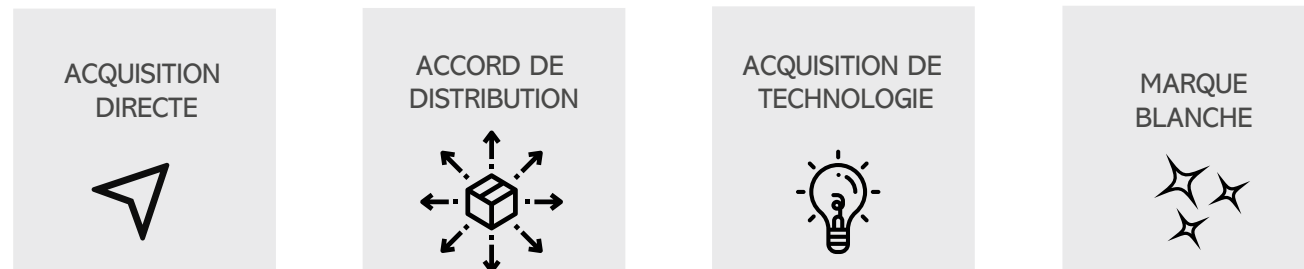 ACQUISITION
DIRECTE
ACCORD DE
DISTRIBUTION
ACQUISITION DE
TECHNOLOGIE
MARQUE
BLANCHE